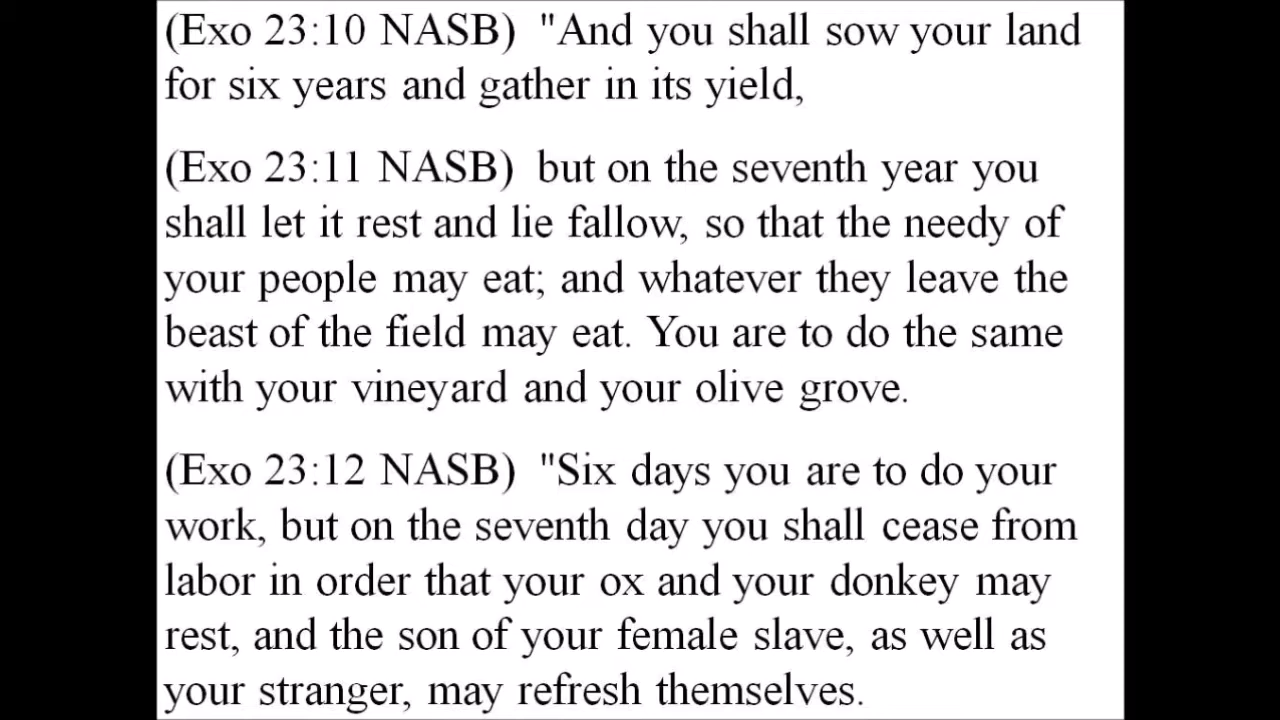 (Exo 23:10 NASB)  "And you shall sow your land
for six years and gather in its yield,
(Exo 23:11 NASB)  but on the seventh year you
shall let it rest and lie fallow, so that the needy of
your people may eat; and whatever they leave the
beast of the field may eat. You are to do the same
with your vineyard and your olive grove.
(Exo 23:12 NASB)  "Six days you are to do your
work, but on the seventh day you shall cease from
labor in order that your ox and your donkey may
rest, and the son of your female slave, as well as
your stranger, may refresh themselves.